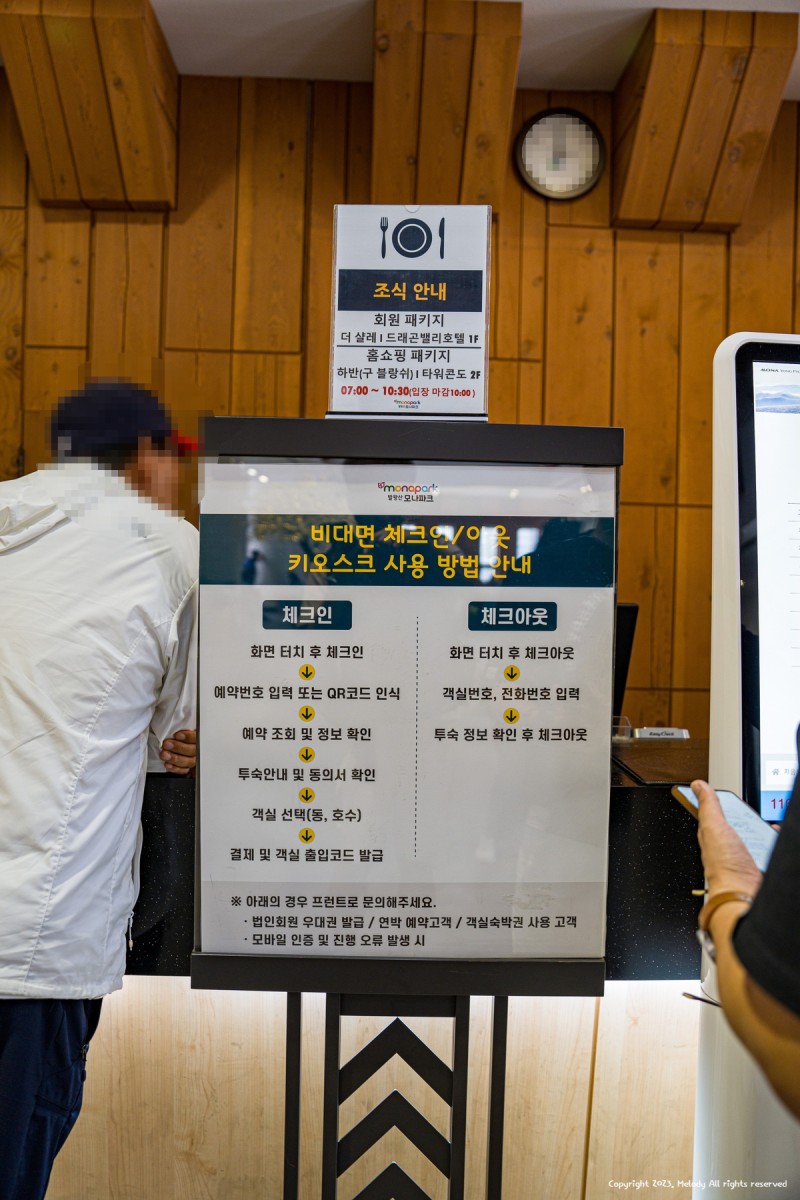 조식 안내
회원 패키지
더 샬레 I 드래곤밸리호텔 1F
홈쇼핑 패키지
하반(구 블랑쉬) I 타워콘도 2F
07:00 ~ 10:30(입장 마감10:00)
monapark
monapark
발왕산 모나파크
비대면 체크인/아웃
키오스크 사용 방법 안내
체크인
화면 터치 후 체크인
예약번호 입력 또는 QR코드 인식
예약 조회 및 정보 확인
투숙안내 및 동의서 확인
객실 선택(동, 호수)
결제 및 객실 출입코드 발급
체크아웃
화면 터치 후 체크아웃
객실번호, 전화번호 입력
투숙 정보 확인 후 체크아웃
※ 아래의 경우 프런트로 문의해주세요.
· 법인회원 우대권 발급 / 연박 예약고객 / 객실숙박권 사용 고객
· 모바일 인증 및 진행 오류 발생 시
MONA
Copyright 2023, Melody All rights reserved